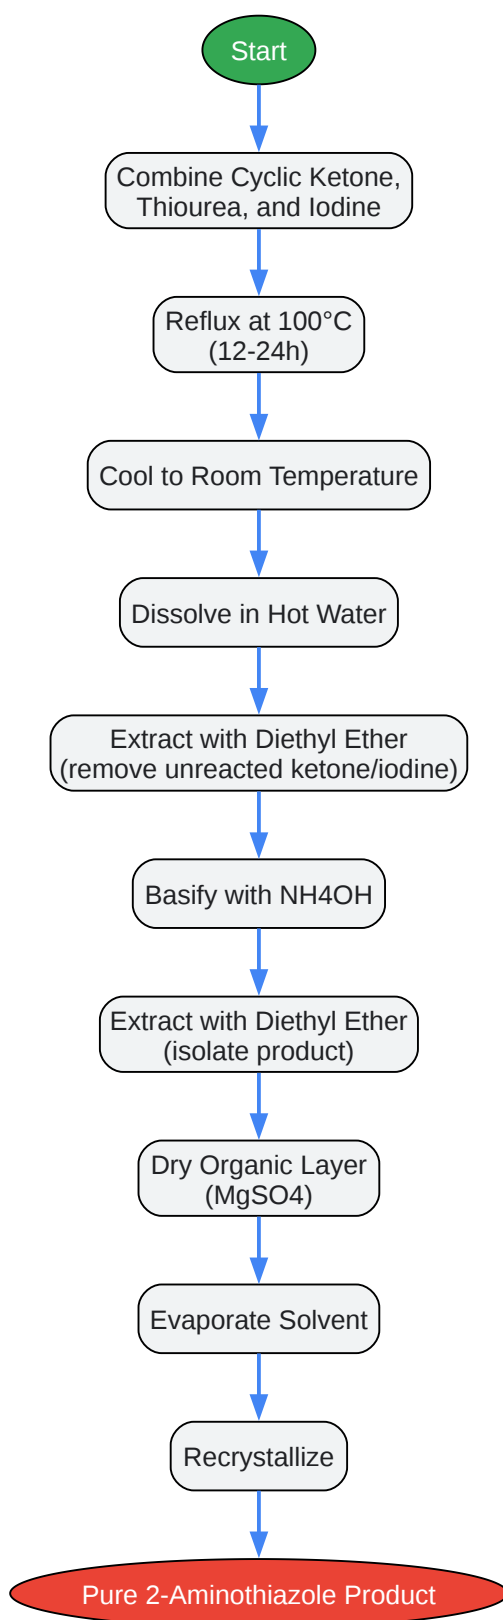 Start
Combine Cyclic Ketone,
Thiourea, and Iodine
Reflux at 100°C
(12-24h)
Cool to Room Temperature
Dissolve in Hot Water
Extract with Diethyl Ether
(remove unreacted ketone/iodine)
Basify with NH4OH
Extract with Diethyl Ether
(isolate product)
Dry Organic Layer
(MgSO4)
Evaporate Solvent
Recrystallize
Pure 2-Aminothiazole Product